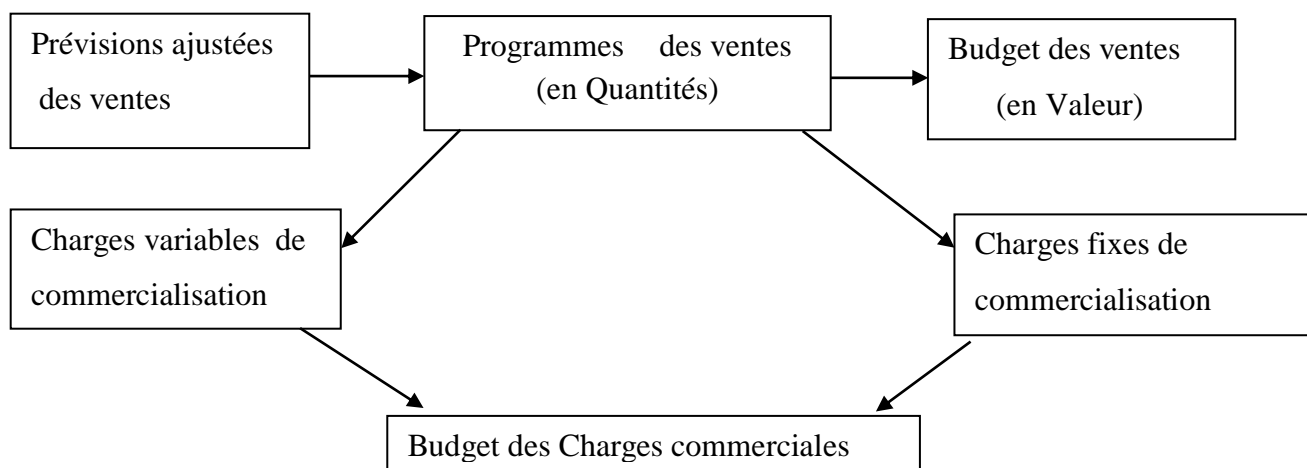 Prévisions ajustées
des ventes
Programmes des ventes
(en Quantités)
Budget des ventes
(en Valeur)
Charges variables de
commercialisation
Charges fixes de
commercialisation
Budget des Charges commerciales